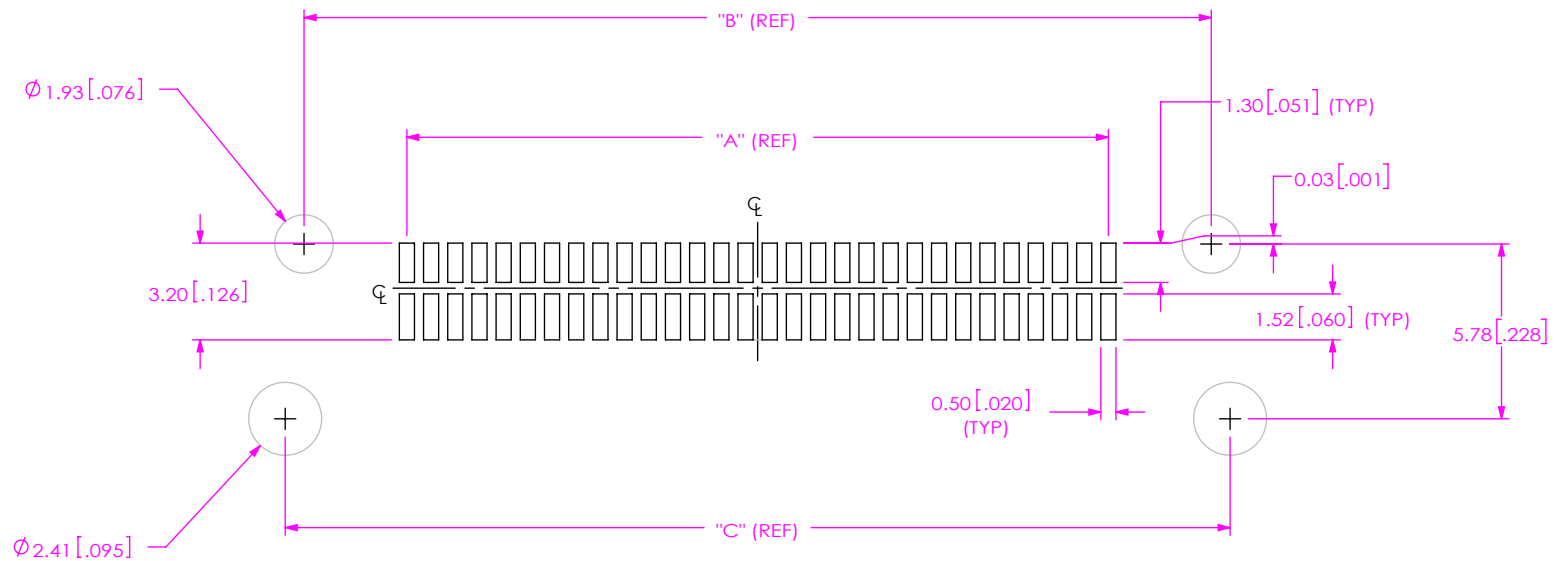 "B" (REF)
Ø1.93[.076]
1.30[.051] (TYP)
"A" (REF)
0.03[.001]
℄
3.20[.126]
℄
1.52[.060] (TYP)
5.78[.228]
0.50[.020]
(TYP)
"C" (REF)
Ø2.41[.095]